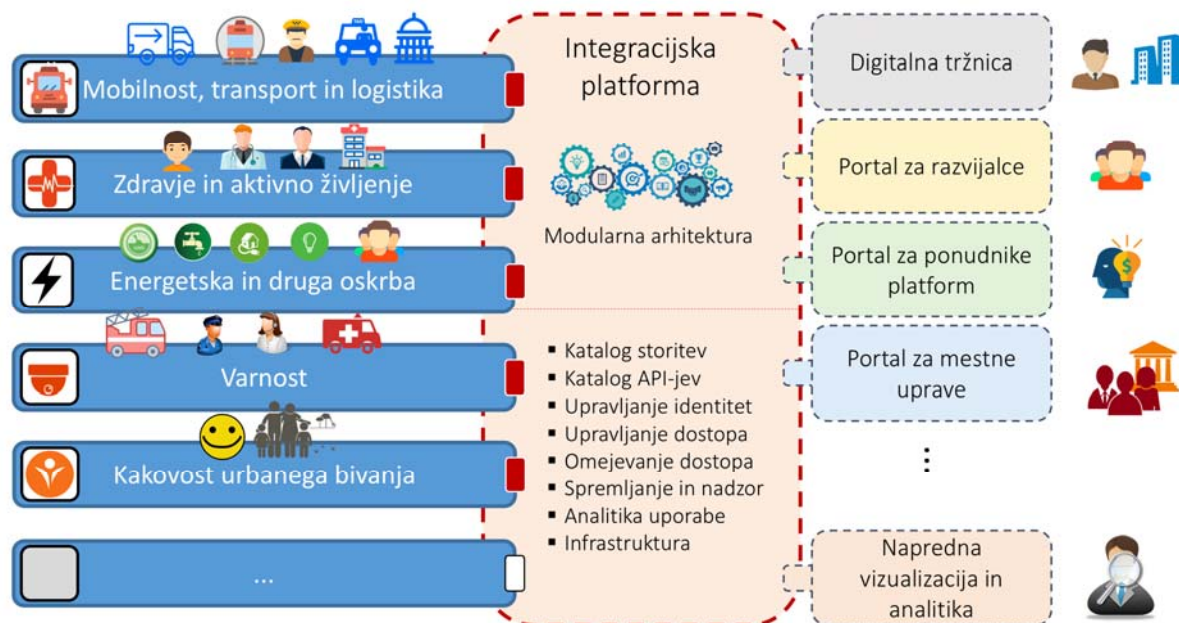 Mobilnost, transport in logistika
Zdravje in aktivno življenje
Energetska in druga oskrba
Varnost
Kakovost urbanega bivanja
...
Integracijska
platforma
Modularna arhitektura
▪ Katalog storitev
▪ Katalog API-jev
▪ Upravljanje identitet
▪ Upravljanje dostopa
▪ Omejevanje dostopa
▪ Spremljanje in nadzor
▪ Analitika uporabe
▪ Infrastruktura
Digitalna tržnica
Portal za razvijalce
Portal za ponudnike
platform
Portal za mestne
uprave
⋮
Napredna
vizualizacija in
analitika